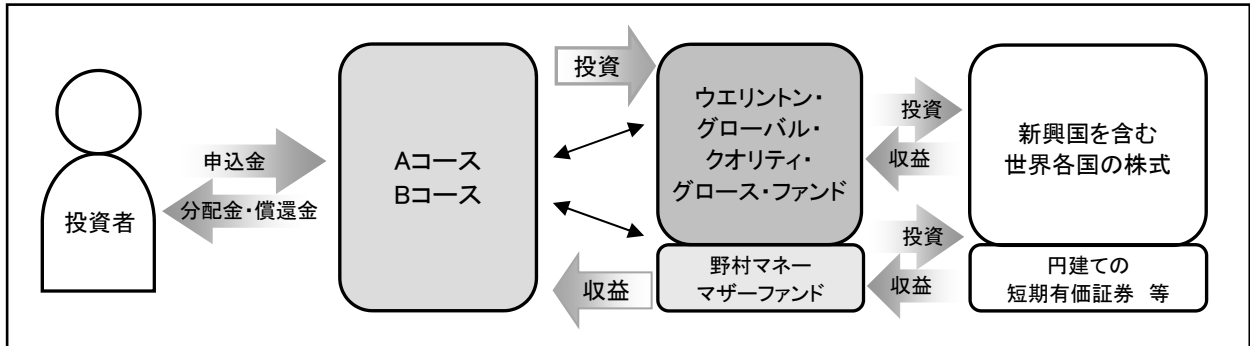 投資者
申込金
分配金・償還金
Aコース
Bコース
投資
収益
ウエリントン・
グローバル・
クオリティ・
グロース・ファンド
野村マネー
マザーファンド
投資
収益
投資
収益
新興国を含む
世界各国の株式
円建ての
短期有価証券　等